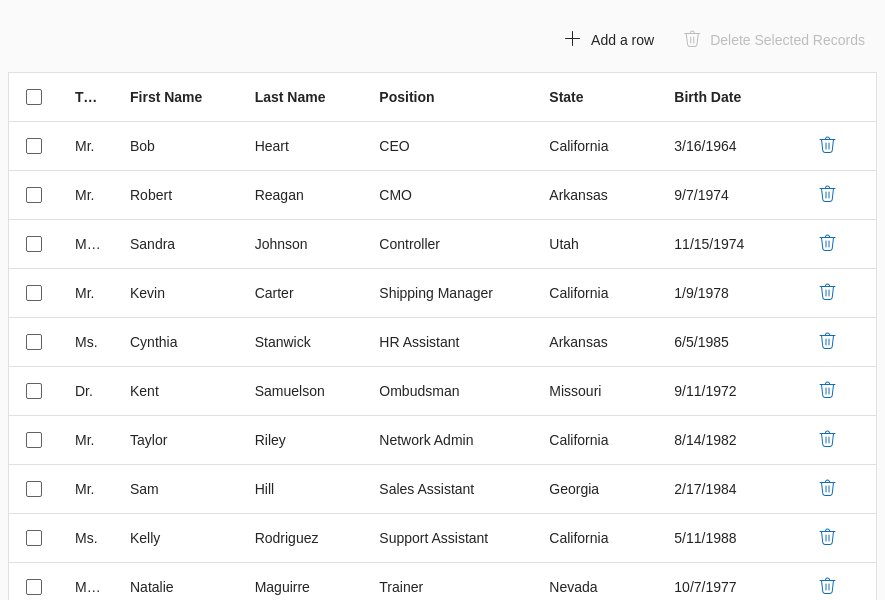 Add a row Delete Selected Records
T... First Name Last Name Position State Birth Date
Mr. Bob Heart CEO California 3/16/1964
Mr. Robert Reagan CMO Arkansas 9/7/1974
M... Sandra Johnson Controller Utah 11/15/1974
Mr. Kevin Carter Shipping Manager California 1/9/1978
Ms. Cynthia Stanwick HR Assistant Arkansas 6/5/1985
Dr. Kent Samuelson Ombudsman Missouri 9/11/1972
Mr. Taylor Riley Network Admin California 8/14/1982
Mr. Sam Hill Sales Assistant Georgia 2/17/1984
Ms. Kelly Rodriguez Support Assistant California 5/11/1988
M... Natalie Maguirre Trainer Nevada 10/7/1977